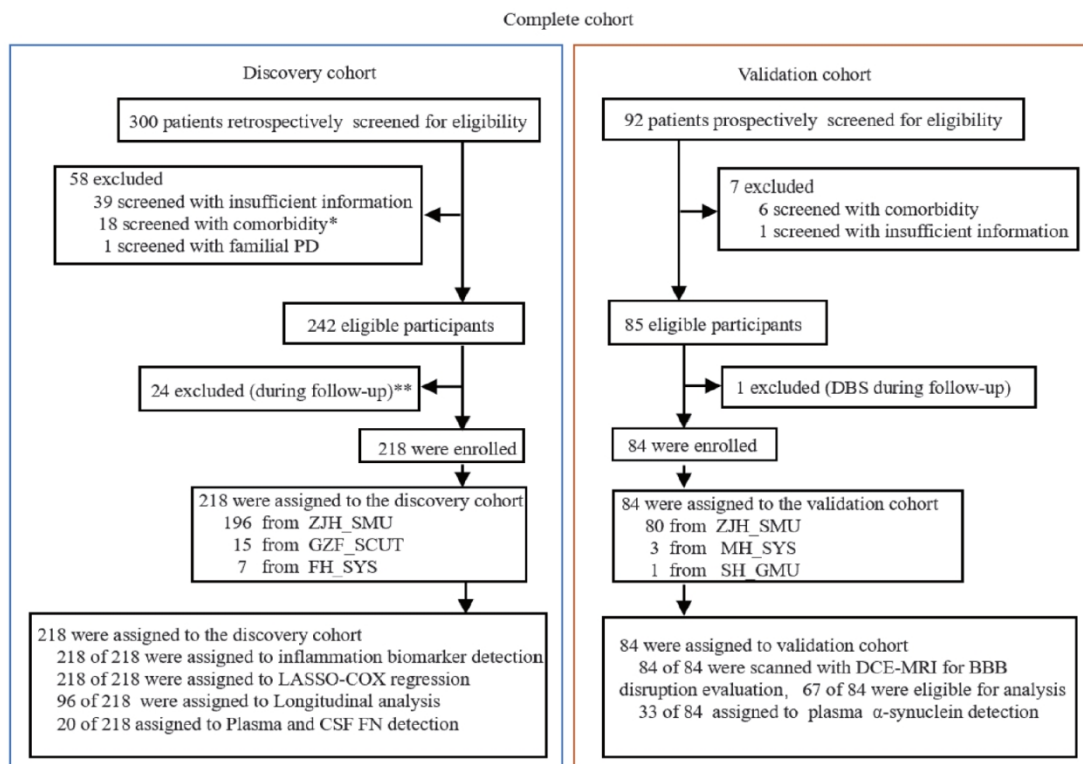 Complete cohort
Discovery cohort
300 patients retrospectively screened for eligibility
58 excluded
39 screened with insufficient information
18 screened with comorbidity*
1 screened with familial PD
242 eligible participants
24 excluded (during follow-up)**
218 were enrolled
218 were assigned to the discovery cohort
196 from ZJH_SMU
15 from GZF_SCUT
7 from FH_SYS
218 were assigned to the discovery cohort
218 of 218 were assigned to inflammation biomarker detection
218 of 218 were assigned to LASSO-COX regression
96 of 218 were assigned to Longitudinal analysis
20 of 218 assigned to Plasma and CSF FN detection
Validation cohort
92 patients prospectively screened for eligibility
7 excluded
6 screened with comorbidity
1 screened with insufficient information
85 eligible participants
1 excluded (DBS during follow-up)
84 were enrolled
84 were assigned to the validation cohort
80 from ZJH_SMU
3 from MH_SYS
1 from SH_GMU
84 were assigned to validation cohort
84 of 84 were scanned with DCE-MRI for BBB
disruption evaluation, 67 of 84 were eligible for analysis
33 of 84 assigned to plasma α-synuclein detection